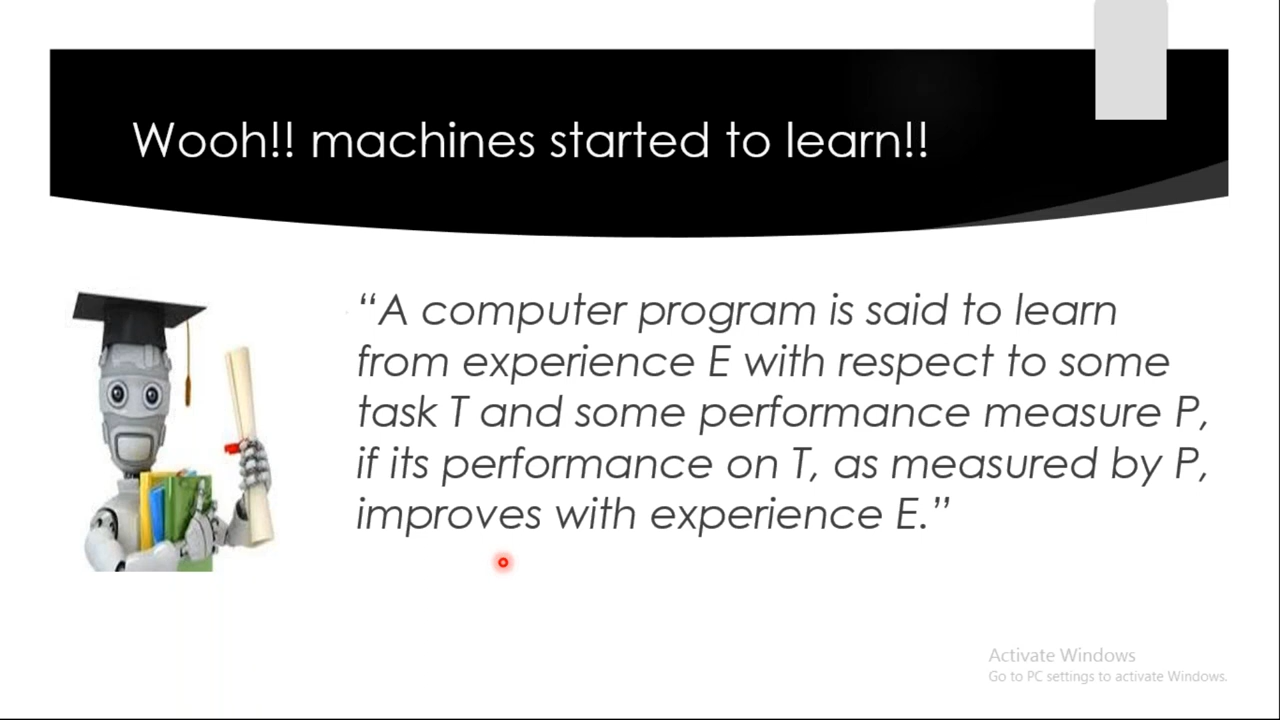 Wooh!! machines started to learn!!
“A computer program is said to learn
from experience E with respect to some
task T and some performance measure P,
if its performance on T, as measured by P,
improves with experience E.”
Activate Windows
Go to PC settings to activate Windows.